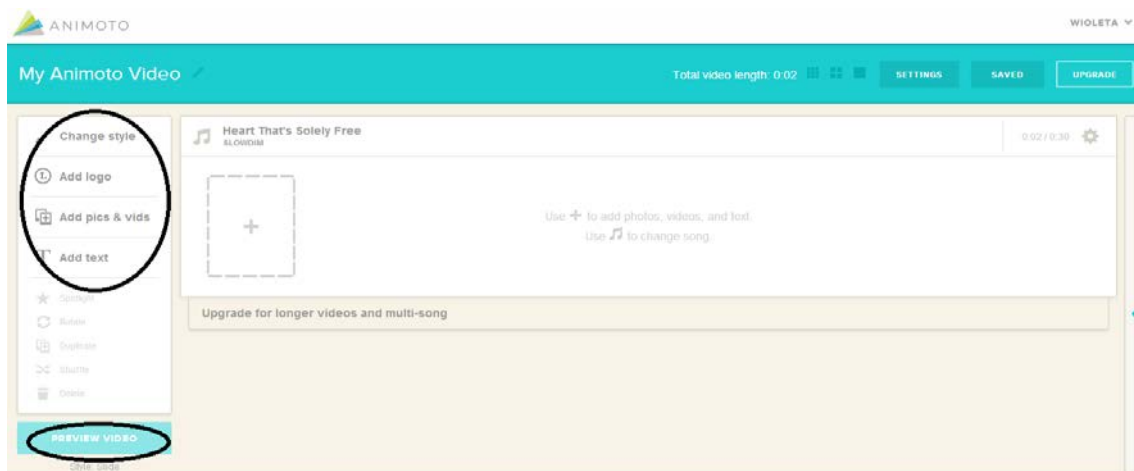 ANIMOTO
WIOLETA
My Animoto Video
Total video length: 0:02
SETTINGS
SAVED
UPGRADE
Change style
Add logo
Add pics & vids
Add text
Spotlight
Rotate
Duplicate
Shuffle
Delete
PREVIEW VIDEO
Style: Slide
Heart That's Solely Free
&LOWDIM
0:02 / 0:30
Use + to add photos, videos, and text.
Use ♫ to change song.
Upgrade for longer videos and multi-song